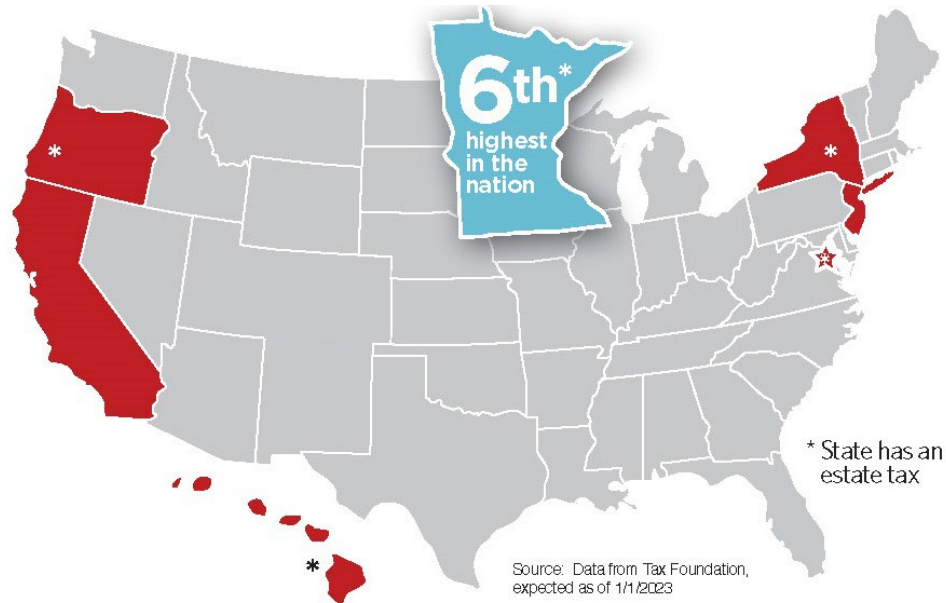 6th*
highest
in the
nation
*
*
*
*
* State has an
estate tax
Source: Data from Tax Foundation,
expected as of 1/1/2023